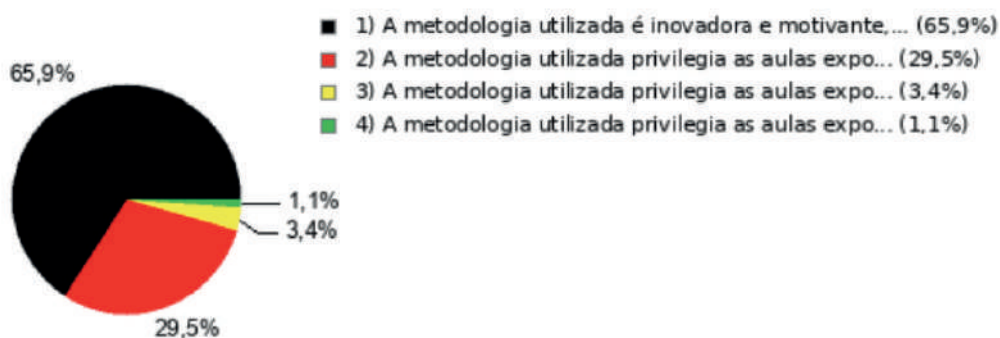 1) A metodologia utilizada é inovadora e motivante,... (65,9%)
2) A metodologia utilizada privilegia as aulas expo... (29,5%)
3) A metodologia utilizada privilegia as aulas expo... (3,4%)
4) A metodologia utilizada privilegia as aulas expo... (1,1%)
65,9%
1,1%
3,4%
29,5%